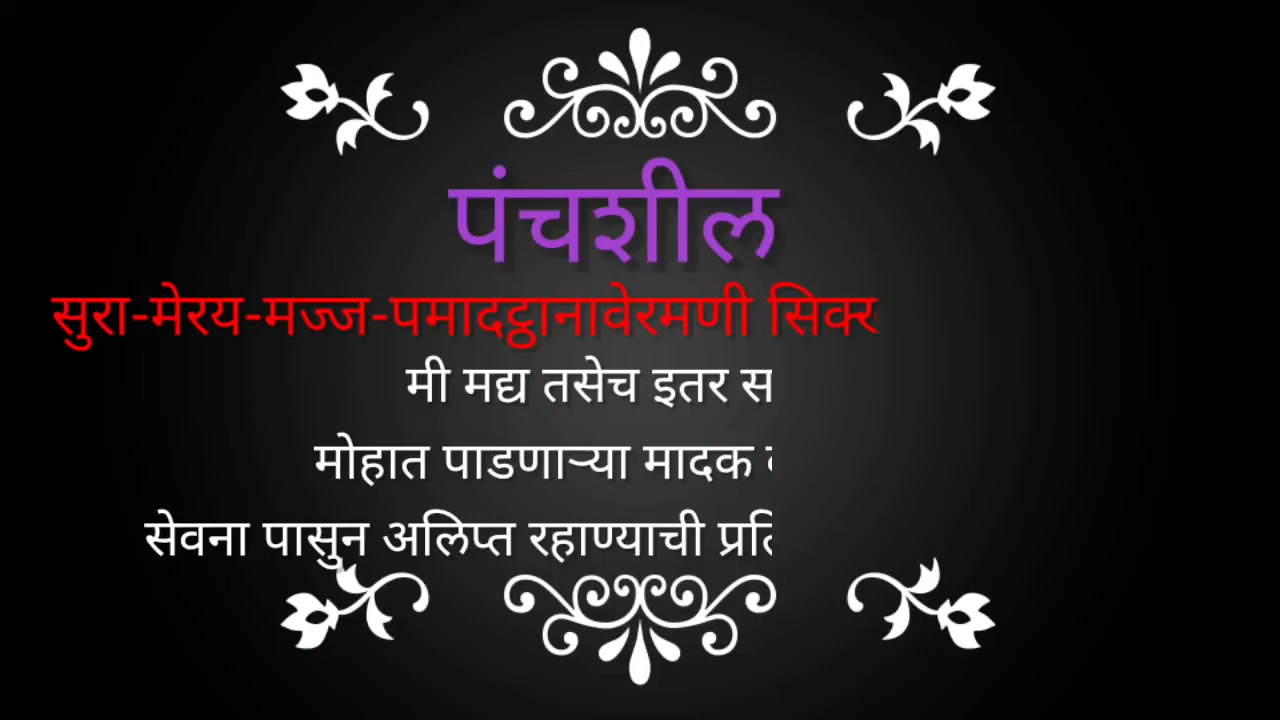 पंचशील
सुरा-मेरय-मज्ज-पमादट्ठानावेरमणी
मी मद्य तसेच इतर
मोहात पाडणाऱ्या मादक
सेवना पासुन अलिप्त रहाण्याची